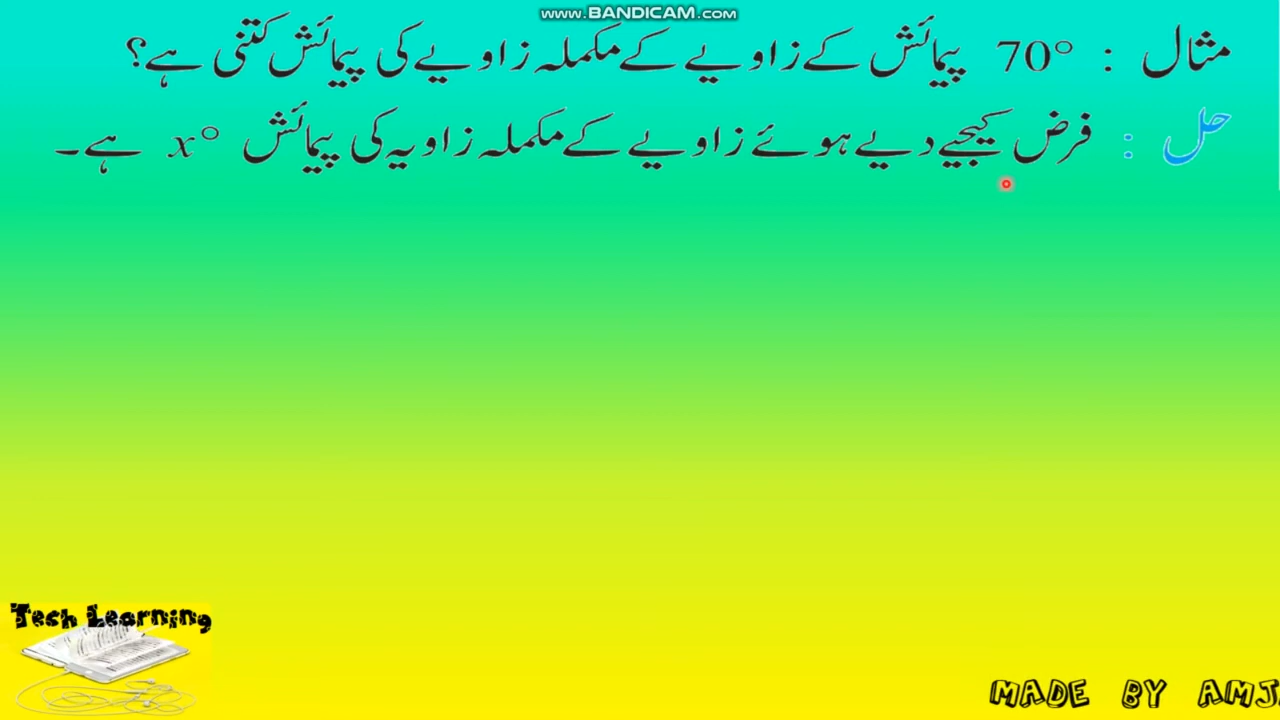 www.BANDICAM.com
مثال : 70° پیمائش کے زاویے کے مکملہ زاویے کی پیمائش کتنی ہے؟
حل : فرض کیجیے دیے ہوئے زاویے کے مکملہ زاویہ کی پیمائش x° ہے۔
Tech Learning
MADE BY AMJ